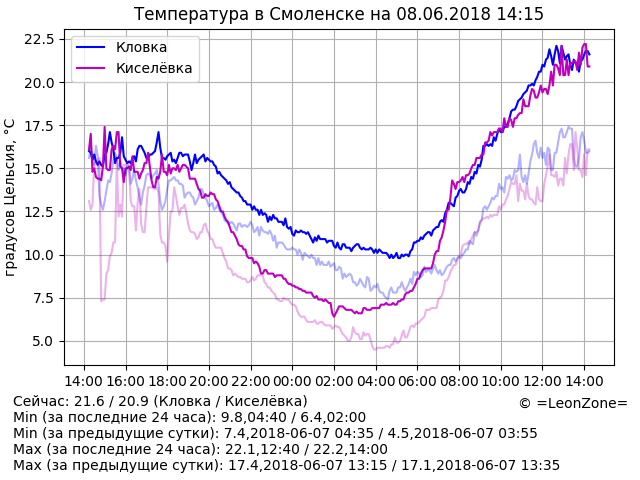 Температура в Смоленске на 08.06.2018 14:15
22.5
20.0
17.5
15.0
12.5
10.0
7.5
5.0
градусов Цельсия, °C
Кловка
Киселёвка
14:00 16:00 18:00 20:00 22:00 00:00 02:00 04:00 06:00 08:00 10:00 12:00 14:00
Сейчас: 21.6 / 20.9 (Кловка / Киселёвка)
© =LeonZone=
Min (за последние 24 часа): 9.8,04:40 / 6.4,02:00
Min (за предыдущие сутки): 7.4,2018-06-07 04:35 / 4.5,2018-06-07 03:55
Max (за последние 24 часа): 22.1,12:40 / 22.2,14:00
Max (за предыдущие сутки): 17.4,2018-06-07 13:15 / 17.1,2018-06-07 13:35